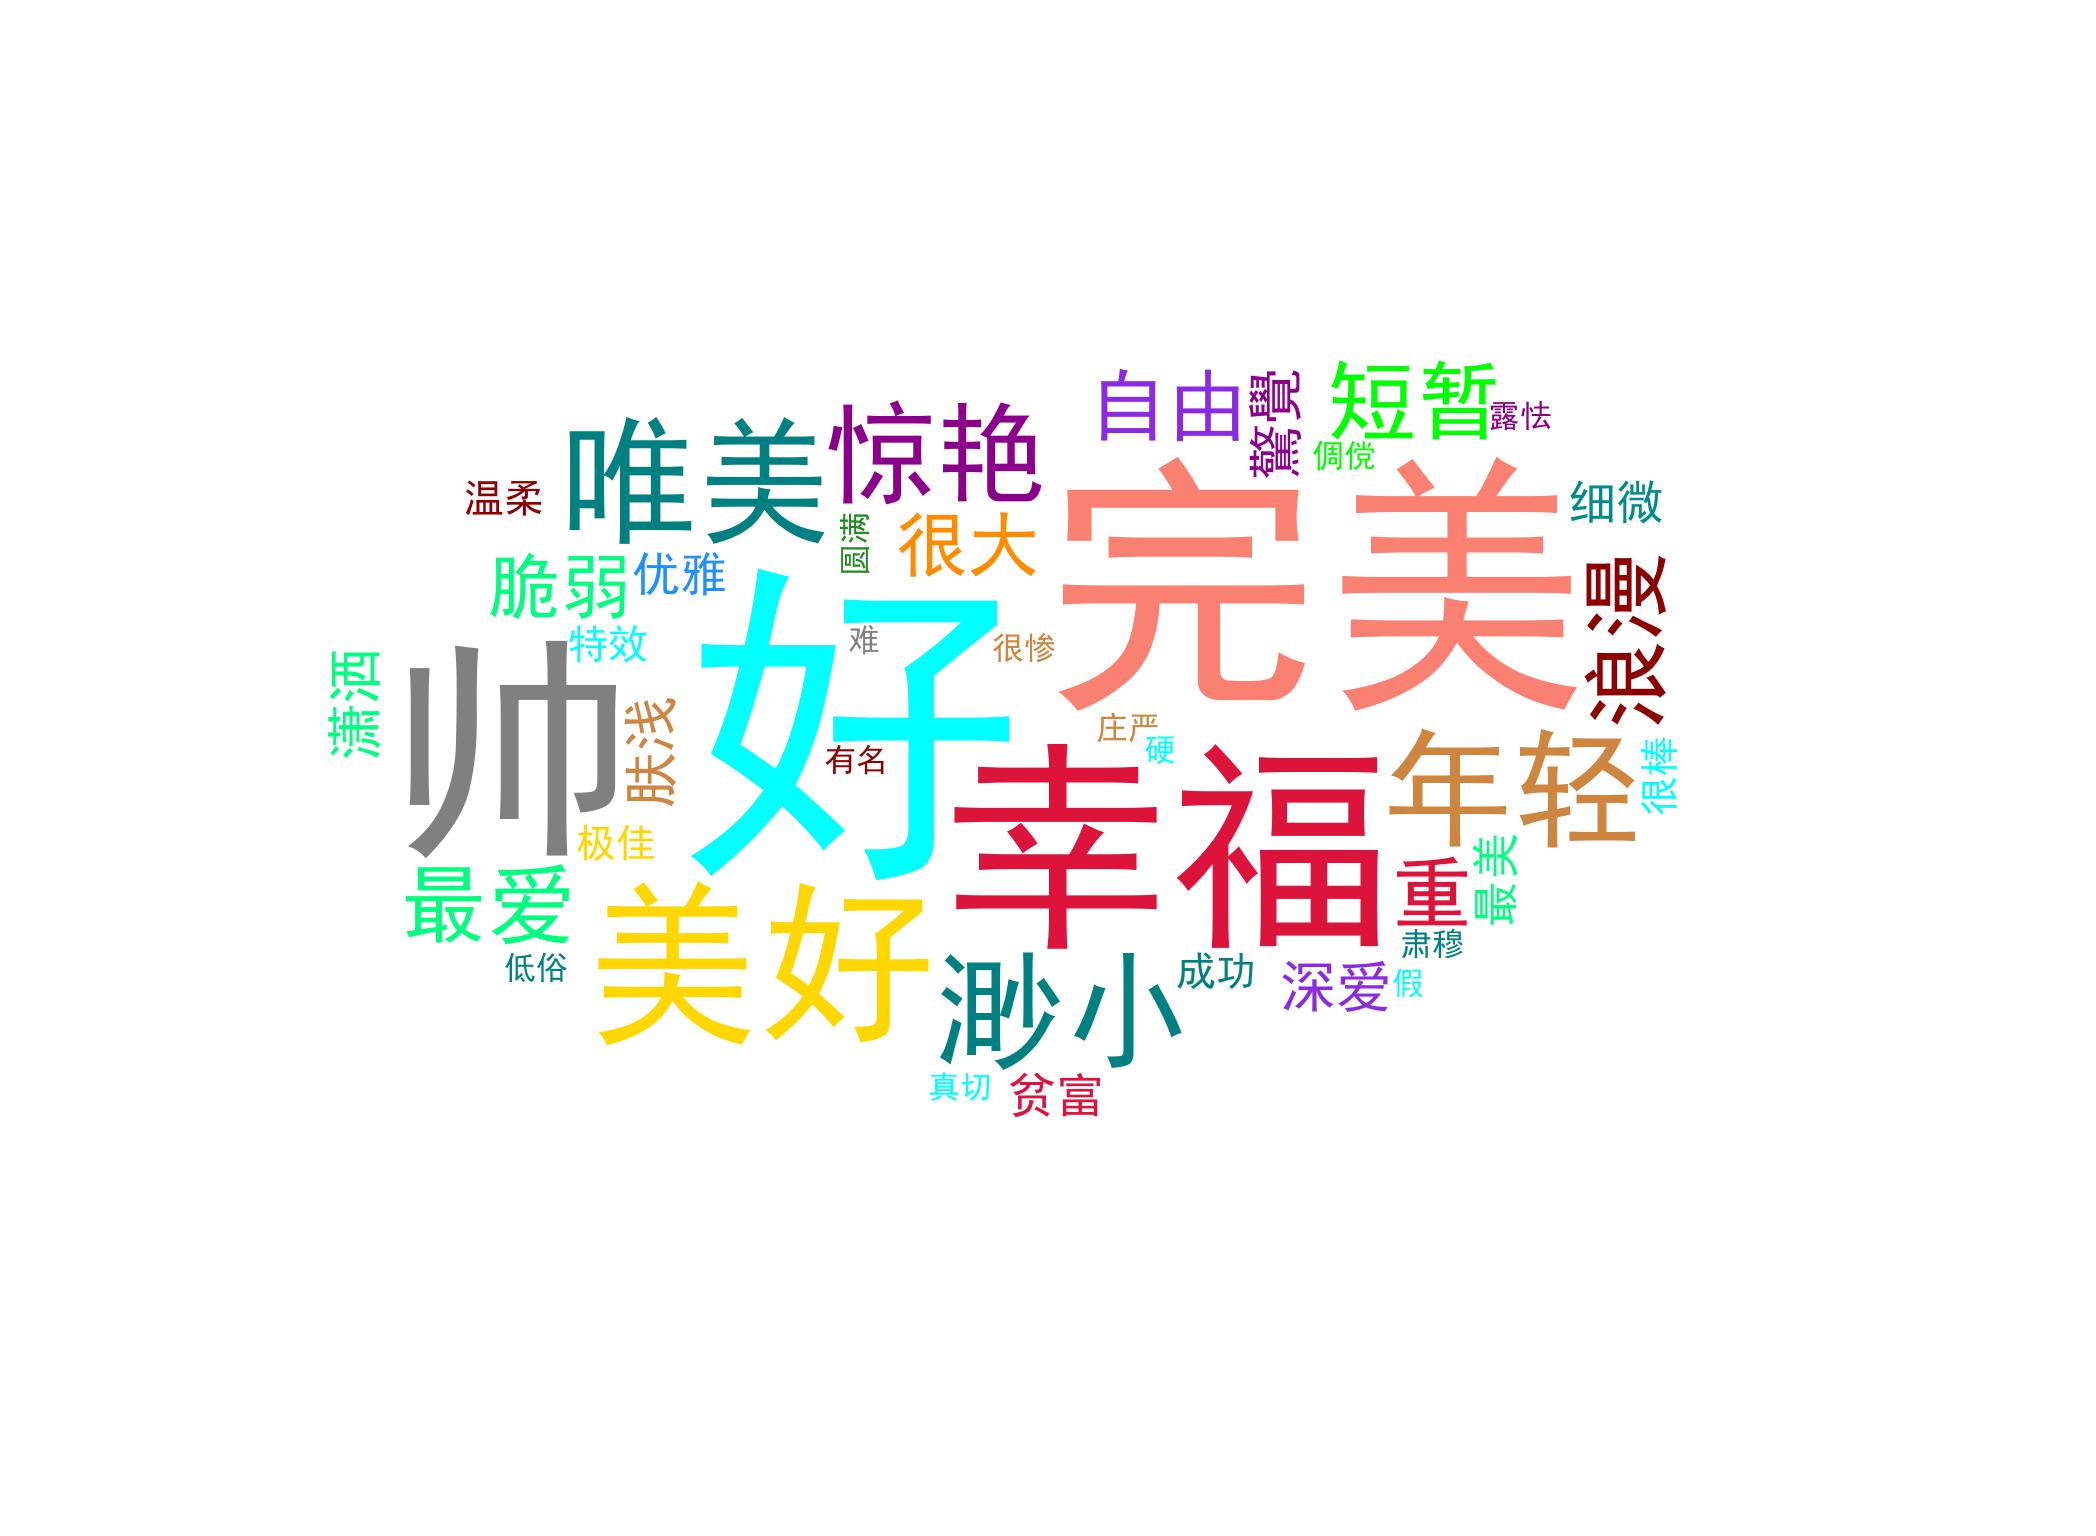 自由
驚覺
短暂
露怯
惊艳
唯美
倜傥
完美
温柔
细微
很大
圆满
脆弱
优雅
浪漫
好
特效
难
很惨
帅
潇洒
肤浅
庄严
硬
有名
幸福
年轻
很棒
极佳
最爱
美好
重
最美
肃穆
低俗
渺小
成功
深爱
假
真切
贫富